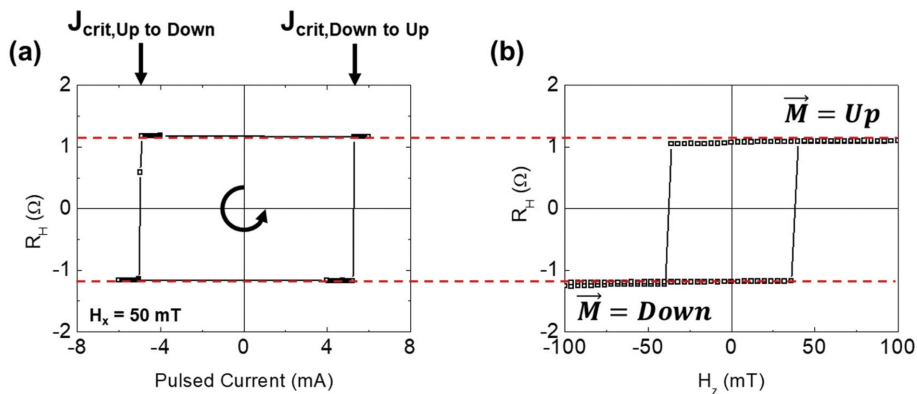 J_crit,Up to Down J_crit,Down to Up
(a)
2
1
0
-1
-2
R_H (Ω)
H_x = 50 mT
-8 -4 0 4 8
Pulsed Current (mA)
(b)
2
1
0
-1
-2
R_H (Ω)
M⃗ = Up
M⃗ = Down
-100 -50 0 50 100
H_z (mT)